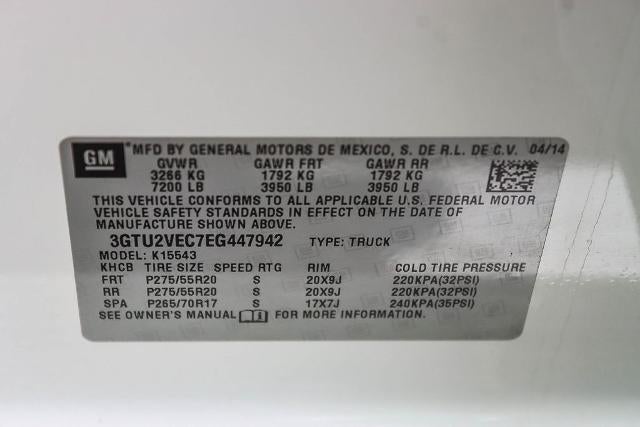 GM *MFD BY GENERAL MOTORS DE MEXICO, S. DE R.L. DE C.V. 04/14
GVWR GAWR FRT GAWR RR
3266 KG 1792 KG 1792 KG
7200 LB 3950 LB 3950 LB
THIS VEHICLE CONFORMS TO ALL APPLICABLE U.S. FEDERAL MOTOR
VEHICLE SAFETY STANDARDS IN EFFECT ON THE DATE OF
MANUFACTURE SHOWN ABOVE.
3GTU2VEC7EG447942 TYPE: TRUCK
MODEL: K15543
KHCB TIRE SIZE SPEED RTG RIM COLD TIRE PRESSURE
FRT P275/55R20 S 20X9J 220KPA(32PSI)
RR P275/55R20 S 20X9J 220KPA(32PSI)
SPA P265/70R17 S 17X7J 240KPA(35PSI)
SEE OWNER'S MANUAL FOR MORE INFORMATION.